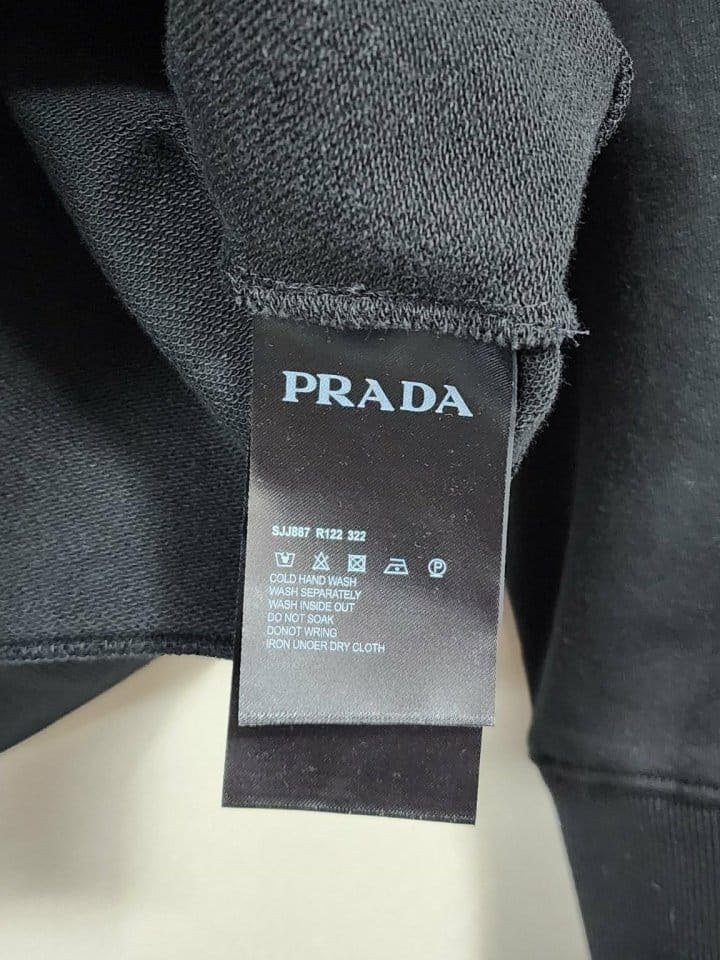 PRADA
SJJ887 R122 322
P
COLD HAND WASH
WASH SEPARATELY
WASH INSIDE OUT
DO NOT SOAK
DONOT WRING
IRON UNDER DRY CLOTH